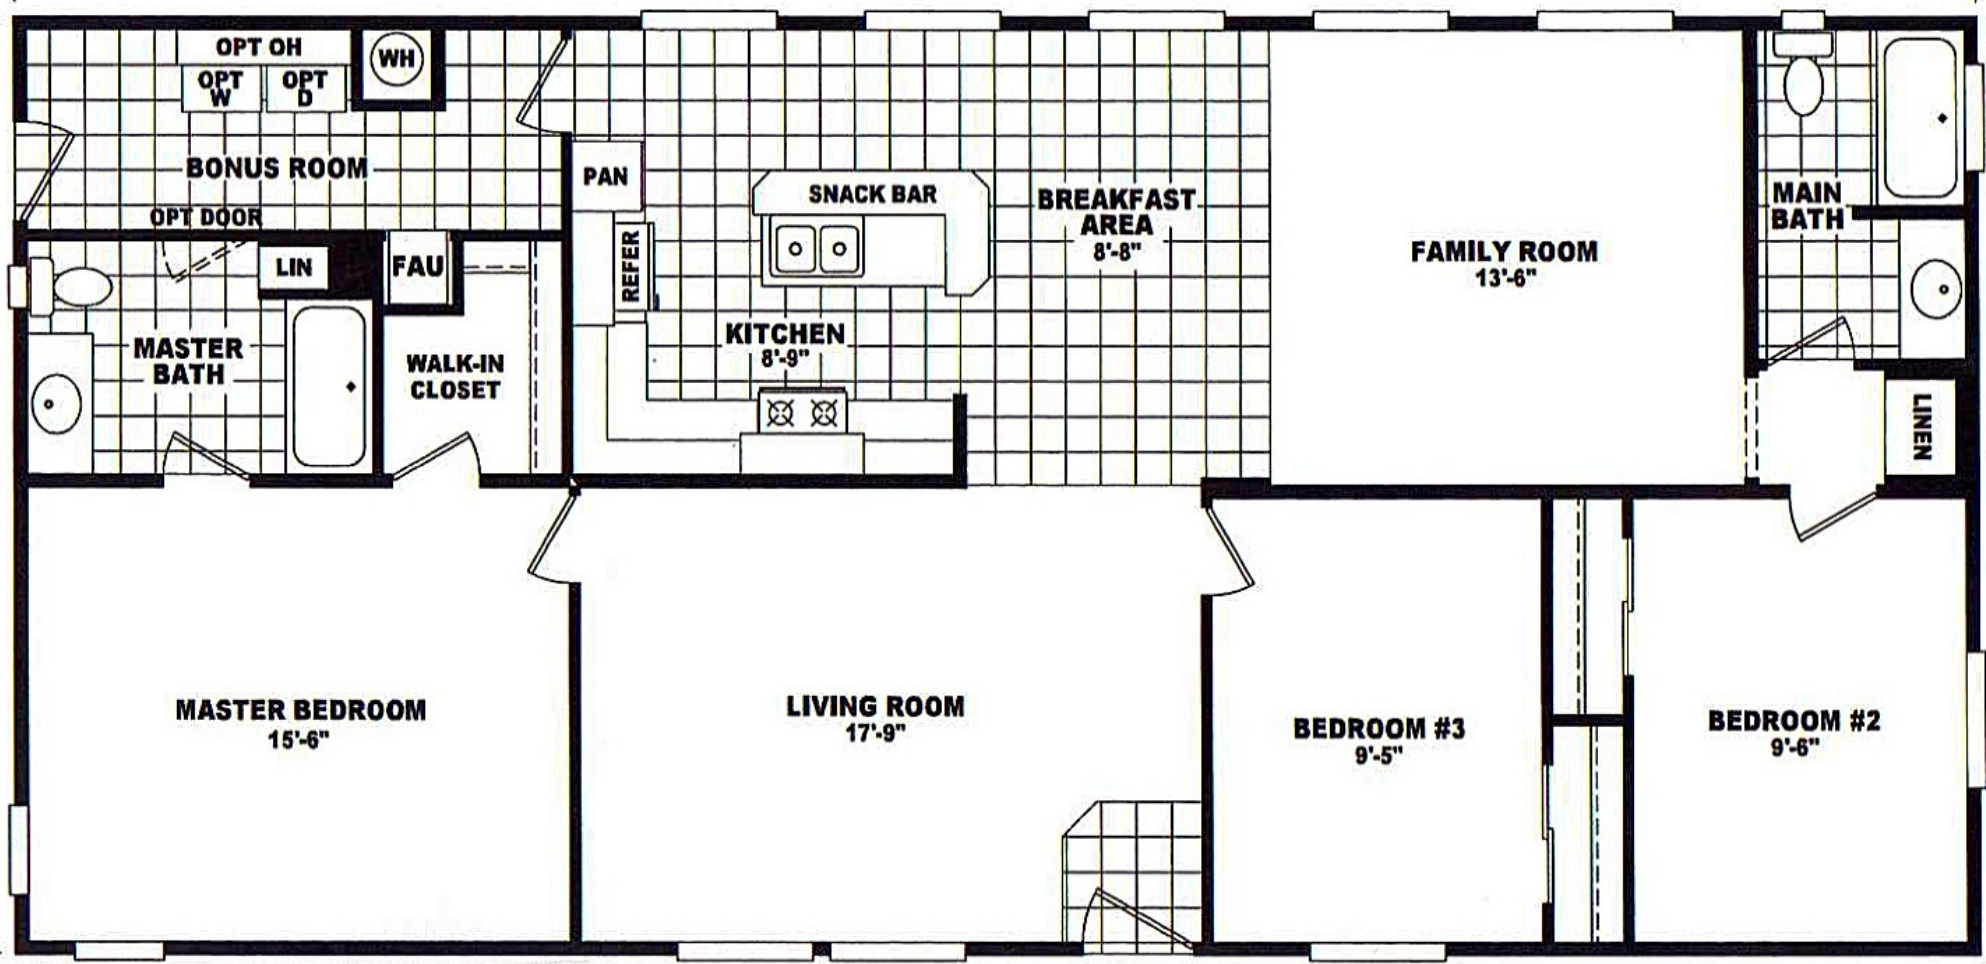 OPT OH
OPT
W
OPT
D
WH
BONUS ROOM
OPT DOOR
LIN
FAU
MASTER
BATH
WALK-IN
CLOSET
PAN
REFER
SNACK BAR
KITCHEN
8'-9"
BREAKFAST
AREA
8'-8"
FAMILY ROOM
13'-6"
MAIN
BATH
LINEN
MASTER BEDROOM
15'-6"
LIVING ROOM
17'-9"
BEDROOM #3
9'-5"
BEDROOM #2
9'-6"